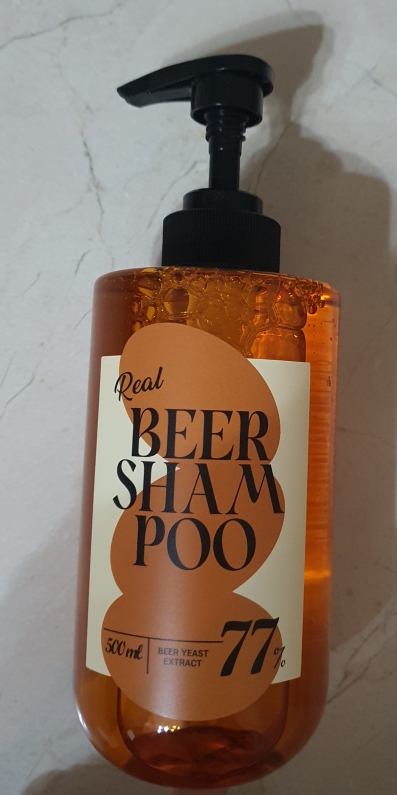 Real
BEER
SHAM
POO
500ml
BEER YEAST
EXTRACT
77%